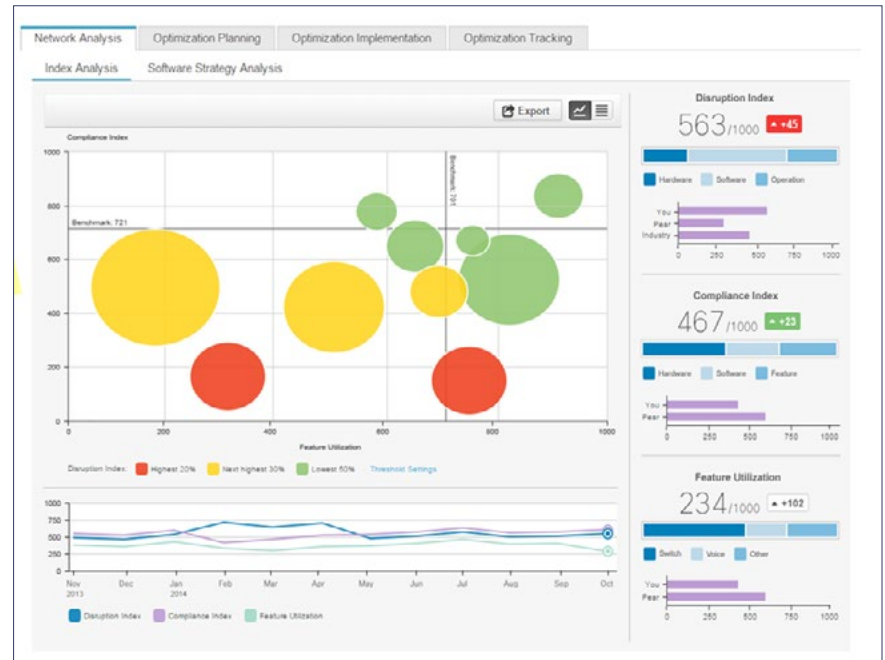 Network Analysis Optimization Planning Optimization Implementation Optimization Tracking
Index Analysis Software Strategy Analysis
Export
Compliance Index
1000
800
600
400
200
0
Benchmark: 721
Benchmark: 701
0 200 400 600 800 1000
Feature Utilization
Disruption Index: Highest 20% Next highest 30% Lowest 50% Threshold Settings
1000
750
500
250
0
Nov Dec Jan Feb Mar Apr May Jun Jul Aug Sep Oct
2013 2014
Disruption Index Compliance Index Feature Utilization
Disruption Index
563/1000 +45
Hardware Software Operation
You
Peer
Industry
0 250 500 750 1000
Compliance Index
467/1000 +23
Hardware Software Feature
You
Peer
0 250 500 750 1000
Feature Utilization
234/1000 +102
Switch Voice Other
You
Peer
0 250 500 750 1000